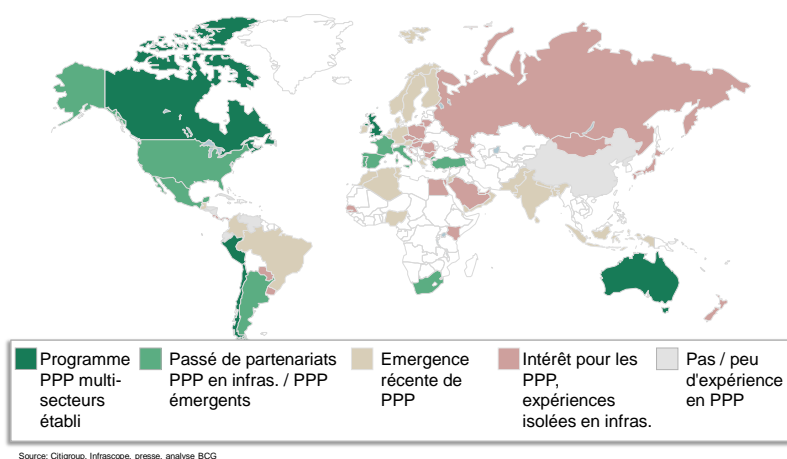 Programme
PPP multi-
secteurs
établi
Passé de partenariats
PPP en infras. / PPP
émergents
Emergence
récente de
PPP
Intérêt pour les
PPP,
expériences
isolées en infras.
Pas / peu
d'expérience
en PPP
Source: Citigroup, Infrascope, presse, analyse BCG